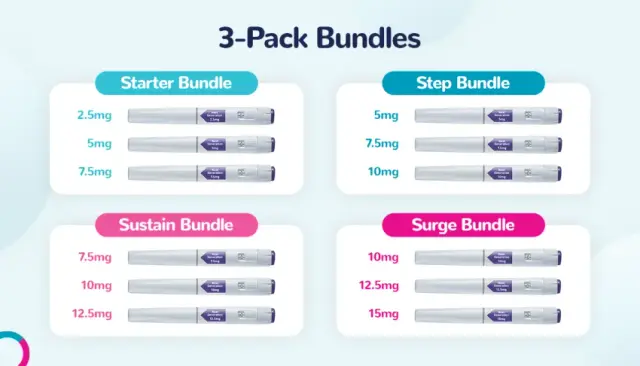 3-Pack Bundles
Starter Bundle
2.5mg
5mg
7.5mg
Step Bundle
5mg
7.5mg
10mg
Sustain Bundle
7.5mg
10mg
12.5mg
Surge Bundle
10mg
12.5mg
15mg